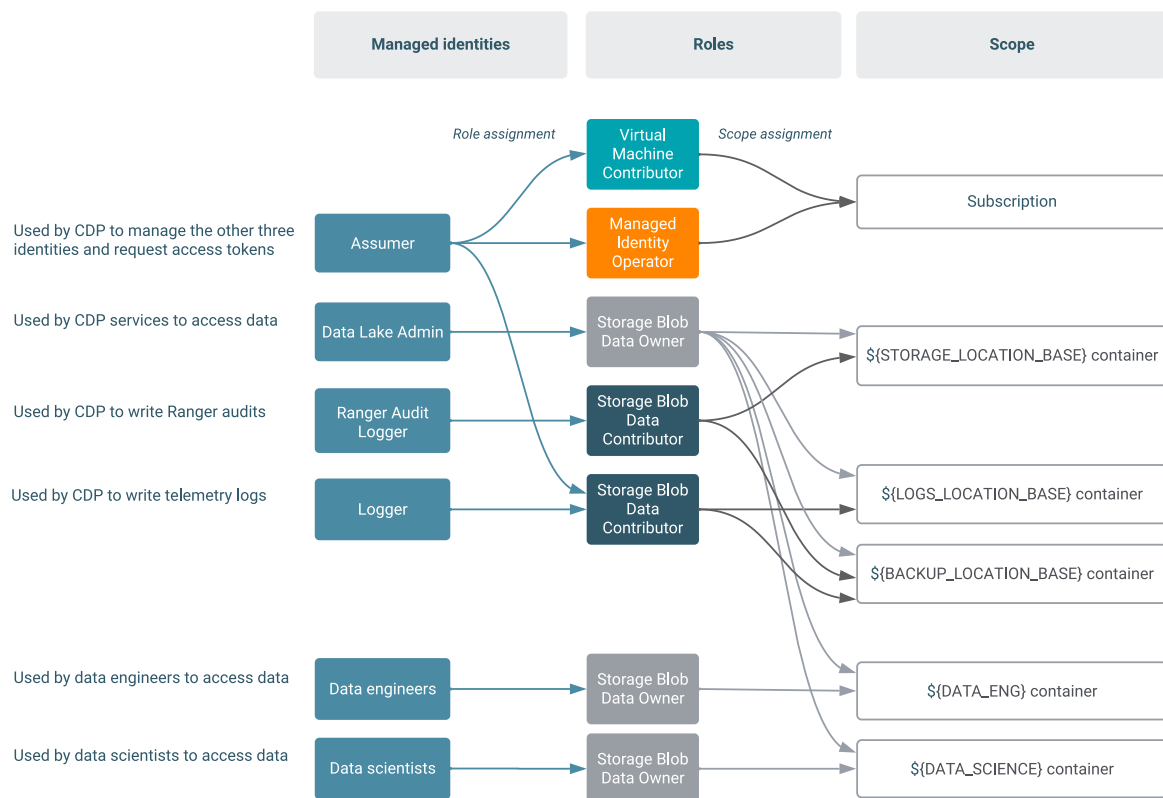 Managed identities
Roles
Scope
Role assignment
Virtual
Machine
Contributor
Scope assignment
Subscription
Used by CDP to manage the other three
identities and request access tokens
Assumer
Managed
Identity
Operator
Used by CDP services to access data
Data Lake Admin
Storage Blob
Data Owner
${STORAGE_LOCATION_BASE} container
Used by CDP to write Ranger audits
Ranger Audit
Logger
Storage Blob
Data
Contributor
Used by CDP to write telemetry logs
Logger
Storage Blob
Data
Contributor
${LOGS_LOCATION_BASE} container
${BACKUP_LOCATION_BASE} container
Used by data engineers to access data
Data engineers
Storage Blob
Data Owner
${DATA_ENG} container
Used by data scientists to access data
Data scientists
Storage Blob
Data Owner
${DATA_SCIENCE} container